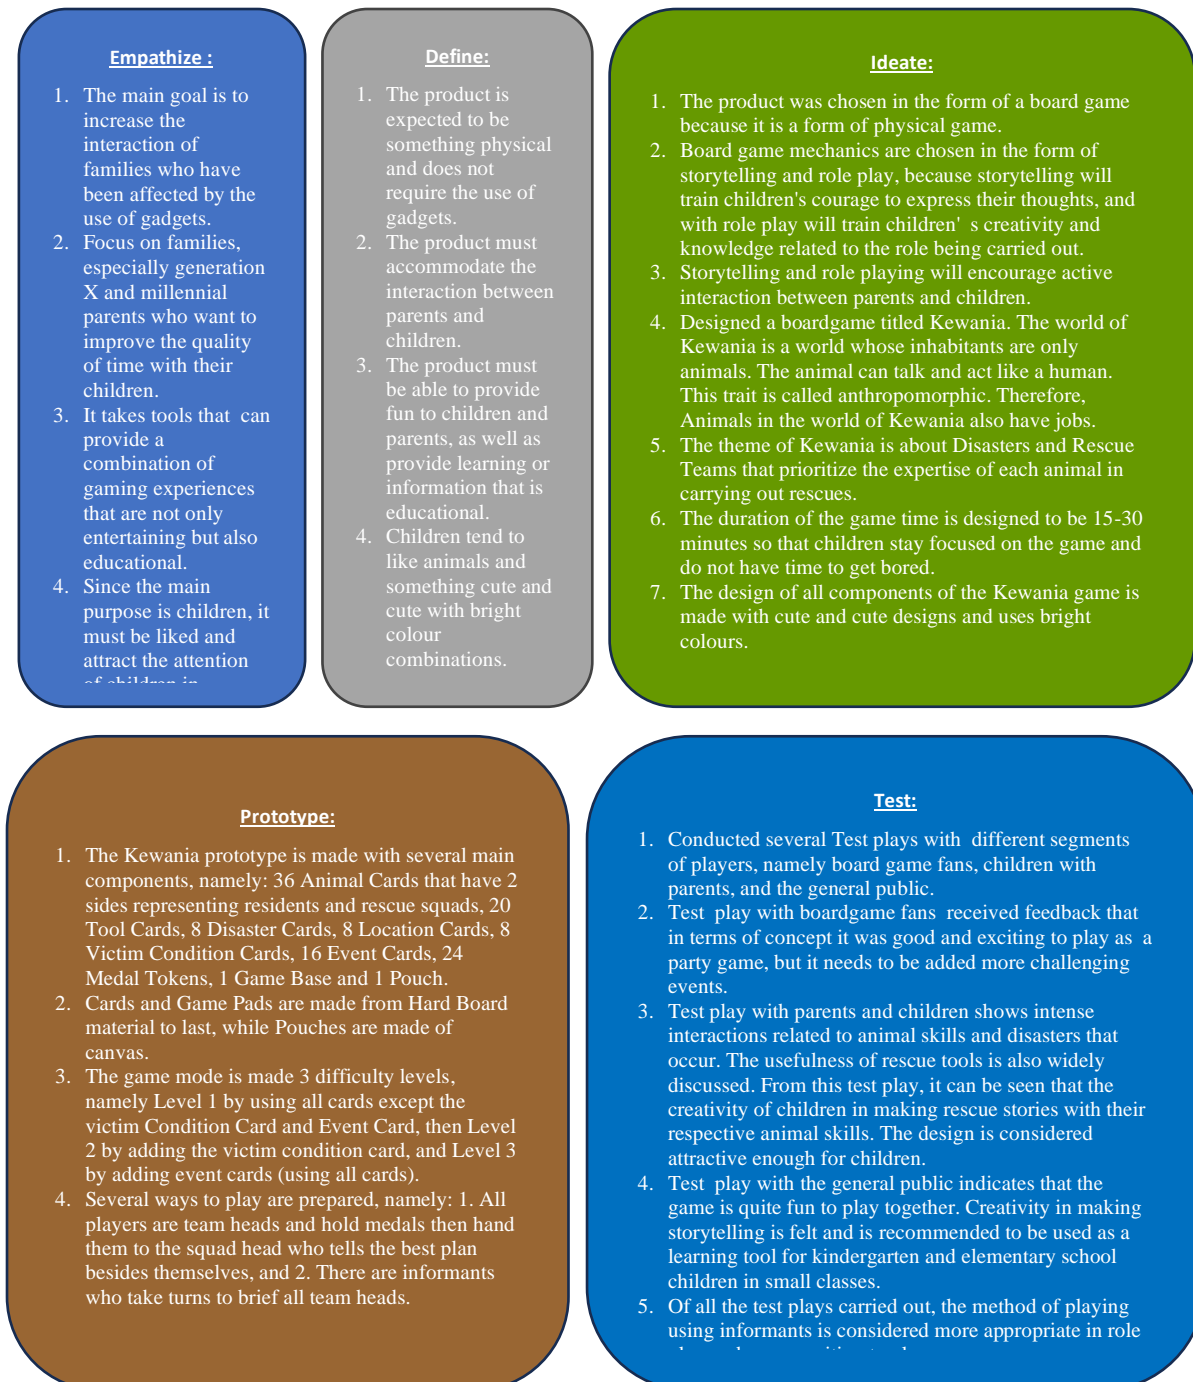 Empathize :
1. The main goal is to
increase the
interaction of
families who have
been affected by the
use of gadgets.
2. Focus on families,
especially generation
X and millennial
parents who want to
improve the quality
of time with their
children.
3. It takes tools that can
provide a
combination of
gaming experiences
that are not only
entertaining but also
educational.
4. Since the main
purpose is children, it
must be liked and
attract the attention
of children in
Define:
1. The product is
expected to be
something physical
and does not
require the use of
gadgets.
2. The product must
accommodate the
interaction between
parents and
children.
3. The product must
be able to provide
fun to children and
parents, as well as
provide learning or
information that is
educational.
4. Children tend to
like animals and
something cute and
cute with bright
colour
combinations.
Ideate:
1. The product was chosen in the form of a board game
because it is a form of physical game.
2. Board game mechanics are chosen in the form of
storytelling and role play, because storytelling will
train children's courage to express their thoughts, and
with role play will train children' s creativity and
knowledge related to the role being carried out.
3. Storytelling and role playing will encourage active
interaction between parents and children.
4. Designed a boardgame titled Kewania. The world of
Kewania is a world whose inhabitants are only
animals. The animal can talk and act like a human.
This trait is called anthropomorphic. Therefore,
Animals in the world of Kewania also have jobs.
5. The theme of Kewania is about Disasters and Rescue
Teams that prioritize the expertise of each animal in
carrying out rescues.
6. The duration of the game time is designed to be 15-30
minutes so that children stay focused on the game and
do not have time to get bored.
7. The design of all components of the Kewania game is
made with cute and cute designs and uses bright
colours.
Prototype:
1. The Kewania prototype is made with several main
components, namely: 36 Animal Cards that have 2
sides representing residents and rescue squads, 20
Tool Cards, 8 Disaster Cards, 8 Location Cards, 8
Victim Condition Cards, 16 Event Cards, 24
Medal Tokens, 1 Game Base and 1 Pouch.
2. Cards and Game Pads are made from Hard Board
material to last, while Pouches are made of
canvas.
3. The game mode is made 3 difficulty levels,
namely Level 1 by using all cards except the
victim Condition Card and Event Card, then Level
2 by adding the victim condition card, and Level 3
by adding event cards (using all cards).
4. Several ways to play are prepared, namely: 1. All
players are team heads and hold medals then hand
them to the squad head who tells the best plan
besides themselves, and 2. There are informants
who take turns to brief all team heads.
Test:
1. Conducted several Test plays with different segments
of players, namely board game fans, children with
parents, and the general public.
2. Test play with boardgame fans received feedback that
in terms of concept it was good and exciting to play as a
party game, but it needs to be added more challenging
events.
3. Test play with parents and children shows intense
interactions related to animal skills and disasters that
occur. The usefulness of rescue tools is also widely
discussed. From this test play, it can be seen that the
creativity of children in making rescue stories with their
respective animal skills. The design is considered
attractive enough for children.
4. Test play with the general public indicates that the
game is quite fun to play together. Creativity in making
storytelling is felt and is recommended to be used as a
learning tool for kindergarten and elementary school
children in small classes.
5. Of all the test plays carried out, the method of playing
using informants is considered more appropriate in role